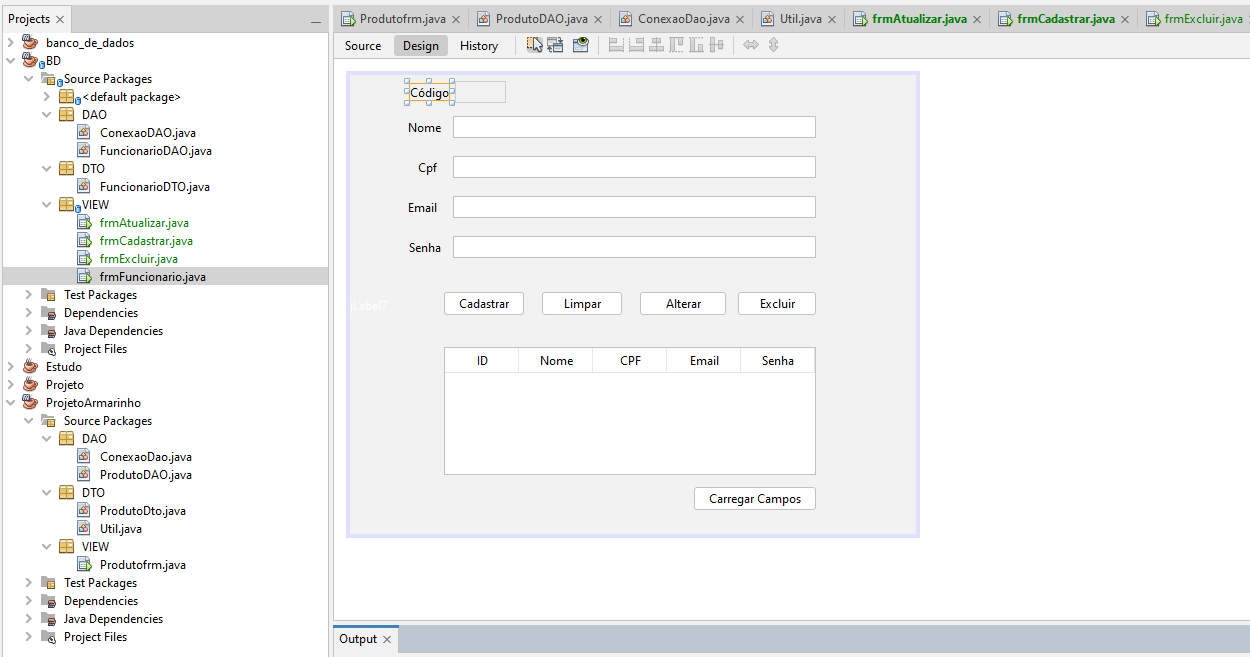 Projects
Produtofrm.java
ProdutoDAO.java
ConexaoDao.java
Util.java
frmAtualizar.java
frmCadastrar.java
frmExcluir.java
Source
Design
History
banco_de_dados
BD
Source Packages
<default package>
DAO
ConexaoDAO.java
FuncionarioDAO.java
DTO
FuncionarioDTO.java
VIEW
frmAtualizar.java
frmCadastrar.java
frmExcluir.java
frmFuncionario.java
Test Packages
Dependencies
Java Dependencies
Project Files
Estudo
Projeto
ProjetoArmarinho
Source Packages
DAO
ConexaoDao.java
ProdutoDAO.java
DTO
ProdutoDto.java
Util.java
VIEW
Produtofrm.java
Test Packages
Dependencies
Java Dependencies
Project Files
Código
Nome
Cpf
Email
Senha
jLabel7
Cadastrar
Limpar
Alterar
Excluir
ID
Nome
CPF
Email
Senha
Carregar Campos
Output